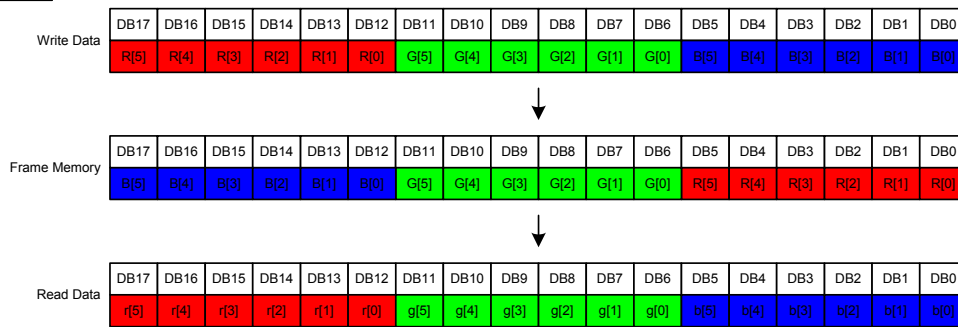 DB17 DB16 DB15 DB14 DB13 DB12 DB11 DB10 DB9 DB8 DB7 DB6 DB5 DB4 DB3 DB2 DB1 DB0
Write Data
R[5] R[4] R[3] R[2] R[1] R[0] G[5] G[4] G[3] G[2] G[1] G[0] B[5] B[4] B[3] B[2] B[1] B[0]
DB17 DB16 DB15 DB14 DB13 DB12 DB11 DB10 DB9 DB8 DB7 DB6 DB5 DB4 DB3 DB2 DB1 DB0
Frame Memory
B[5] B[4] B[3] B[2] B[1] B[0] G[5] G[4] G[3] G[2] G[1] G[0] R[5] R[4] R[3] R[2] R[1] R[0]
DB17 DB16 DB15 DB14 DB13 DB12 DB11 DB10 DB9 DB8 DB7 DB6 DB5 DB4 DB3 DB2 DB1 DB0
Read Data
r[5] r[4] r[3] r[2] r[1] r[0] g[5] g[4] g[3] g[2] g[1] g[0] b[5] b[4] b[3] b[2] b[1] b[0]